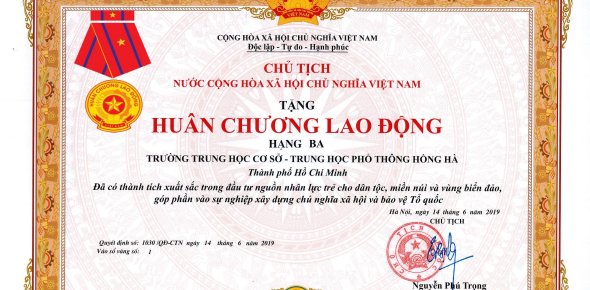 CỘNG HÒA XÃ HỘI CHỦ NGHĨA VIỆT NAM
Độc lập - Tự do - Hạnh phúc
HUÂN CHƯƠNG LAO ĐỘNG
CHỦ TỊCH
NƯỚC CỘNG HÒA XÃ HỘI CHỦ NGHĨA VIỆT NAM
TẶNG
HUÂN CHƯƠNG LAO ĐỘNG
HẠNG BA
TRƯỜNG TRUNG HỌC CƠ SỞ - TRUNG HỌC PHỔ THÔNG HỒNG HÀ
Thành phố Hồ Chí Minh
Đã có thành tích xuất sắc trong đầu tư nguồn nhân lực trẻ cho dân tộc, miền núi và vùng biển đảo,
góp phần vào sự nghiệp xây dựng chủ nghĩa xã hội và bảo vệ Tổ quốc
Hà Nội, ngày 14 tháng 6 năm 2019
CHỦ TỊCH
Quyết định số: 1030 /QĐ-CTN ngày 14 tháng 6 năm 2019
Vào sổ vàng số: 1
Nguyễn Phú Trọng